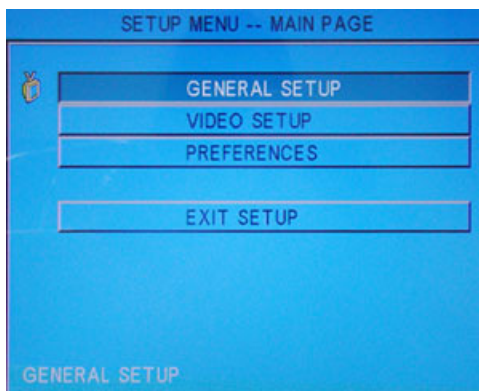 SETUP MENU -- MAIN PAGE
GENERAL SETUP
VIDEO SETUP
PREFERENCES
EXIT SETUP
GENERAL SETUP